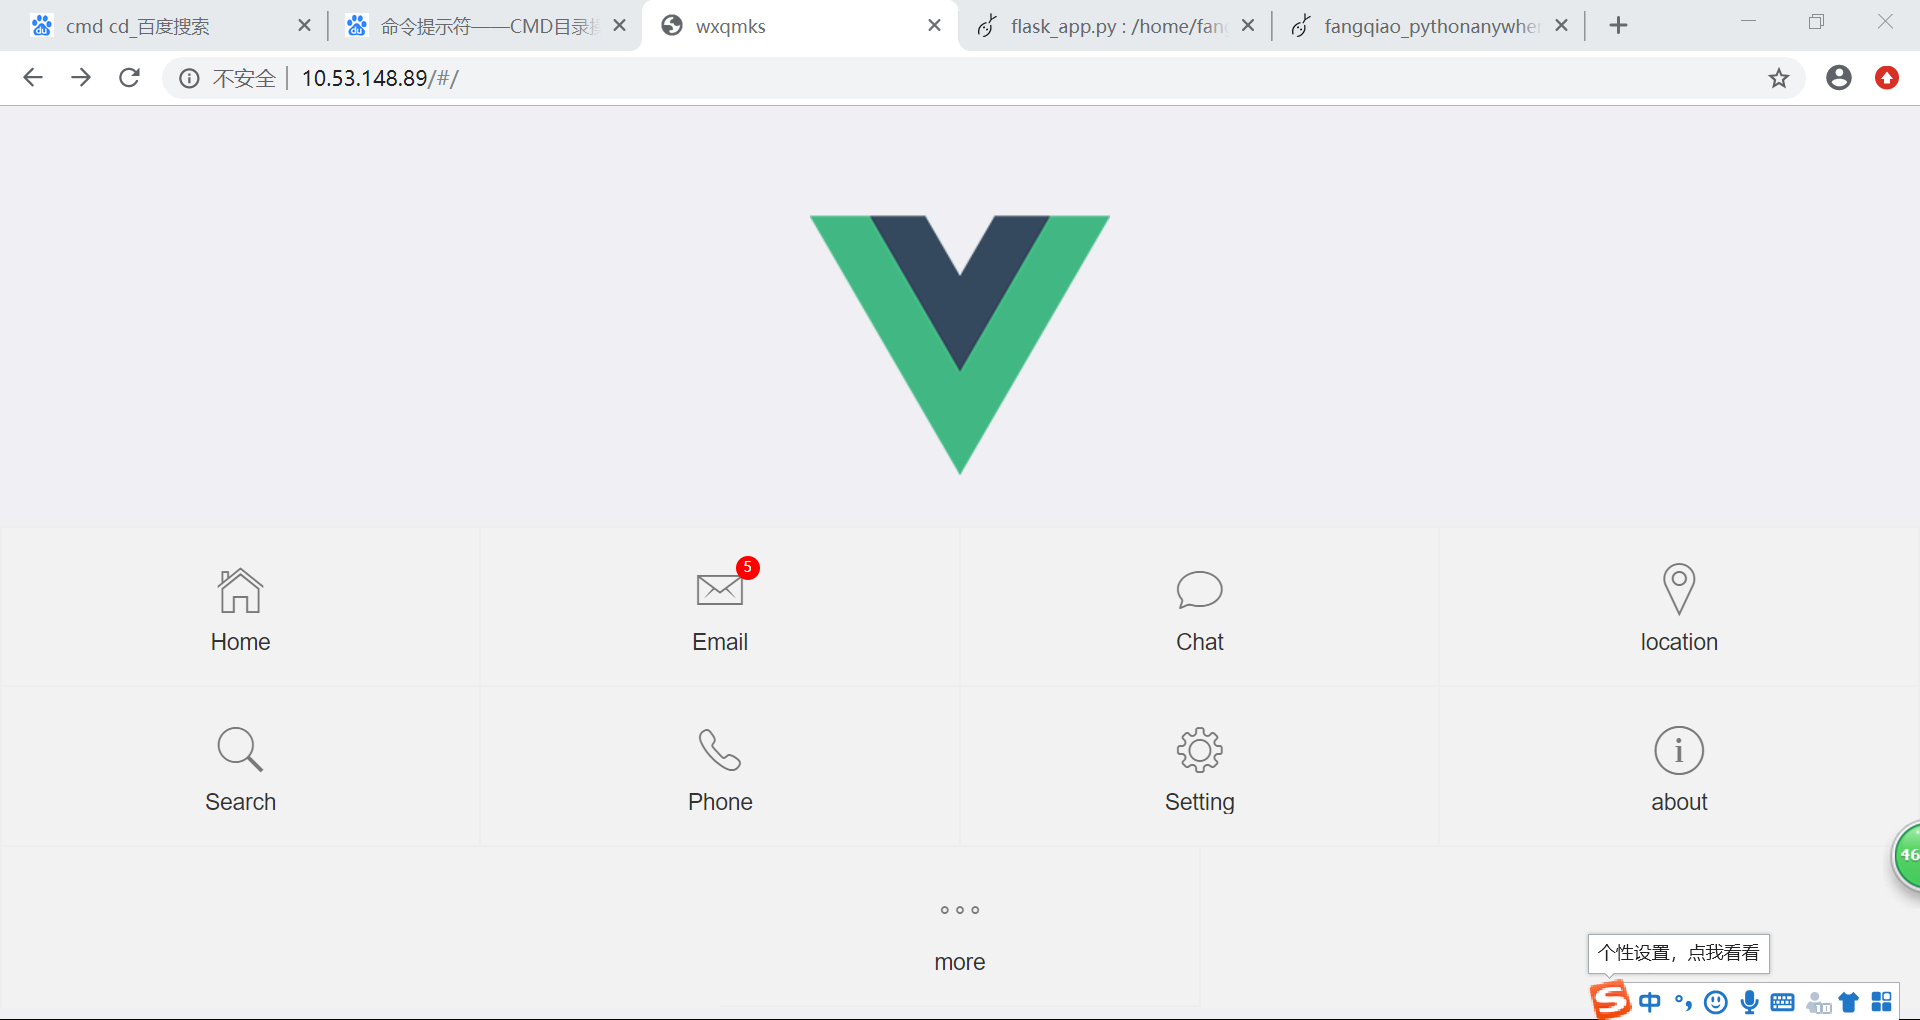 cmd cd_百度搜索
命令提示符——CMD目录
wxqmks
flask_app.py : /home/fang
fangqiao_pythonanywher
不安全
10.53.148.89/#/
Home
5
Email
Chat
location
Search
Phone
Setting
about
46
more
个性设置，点我看看
中